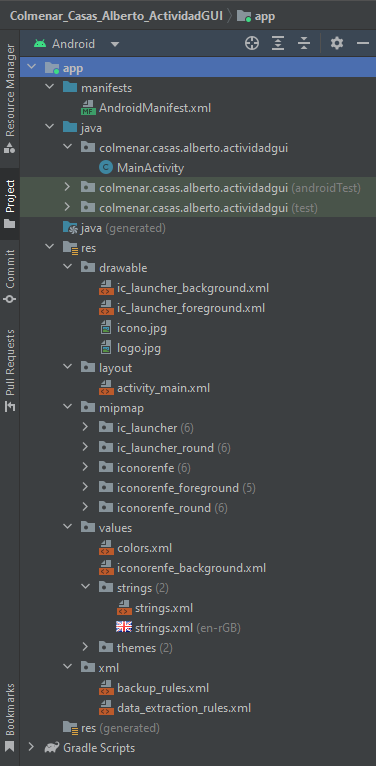 Colmenar_Casas_Alberto_ActividadGUI app
Android
app
manifests
AndroidManifest.xml
java
colmenar.casas.alberto.actividadgui
MainActivity
colmenar.casas.alberto.actividadgui (androidTest)
colmenar.casas.alberto.actividadgui (test)
java (generated)
res
drawable
ic_launcher_background.xml
ic_launcher_foreground.xml
icono.jpg
logo.jpg
layout
activity_main.xml
mipmap
ic_launcher (6)
ic_launcher_round (6)
iconorenfe (6)
iconorenfe_foreground (5)
iconorenfe_round (6)
values
colors.xml
iconorenfe_background.xml
strings (2)
strings.xml
strings.xml (en-rGB)
themes (2)
xml
backup_rules.xml
data_extraction_rules.xml
res (generated)
Gradle Scripts
Resource Manager
Project
Commit
Pull Requests
Bookmarks